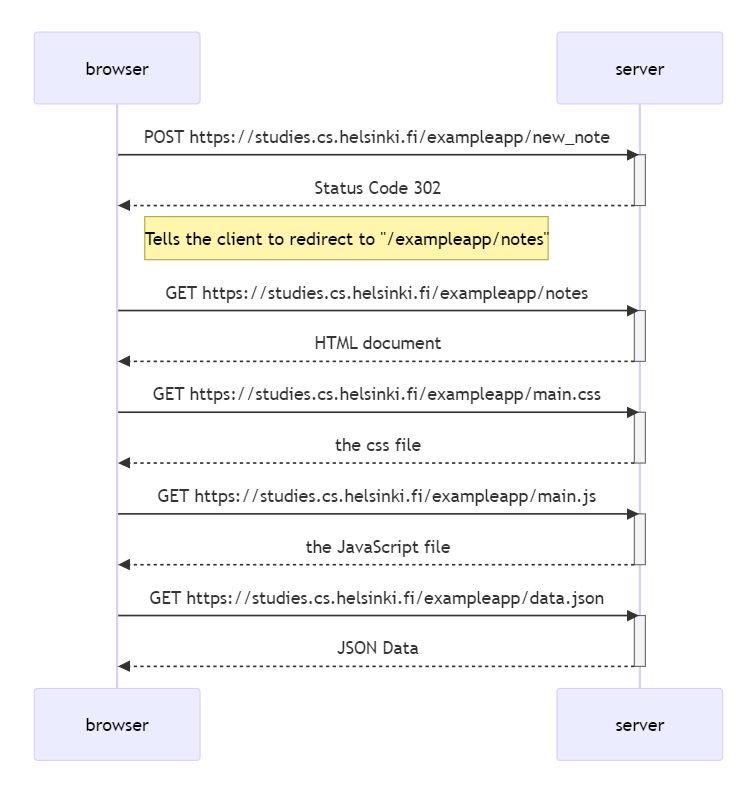 browser
server
POST https://studies.cs.helsinki.fi/exampleapp/new_note
Status Code 302
Tells the client to redirect to "/exampleapp/notes"
GET https://studies.cs.helsinki.fi/exampleapp/notes
HTML document
GET https://studies.cs.helsinki.fi/exampleapp/main.css
the css file
GET https://studies.cs.helsinki.fi/exampleapp/main.js
the JavaScript file
GET https://studies.cs.helsinki.fi/exampleapp/data.json
JSON Data
browser
server